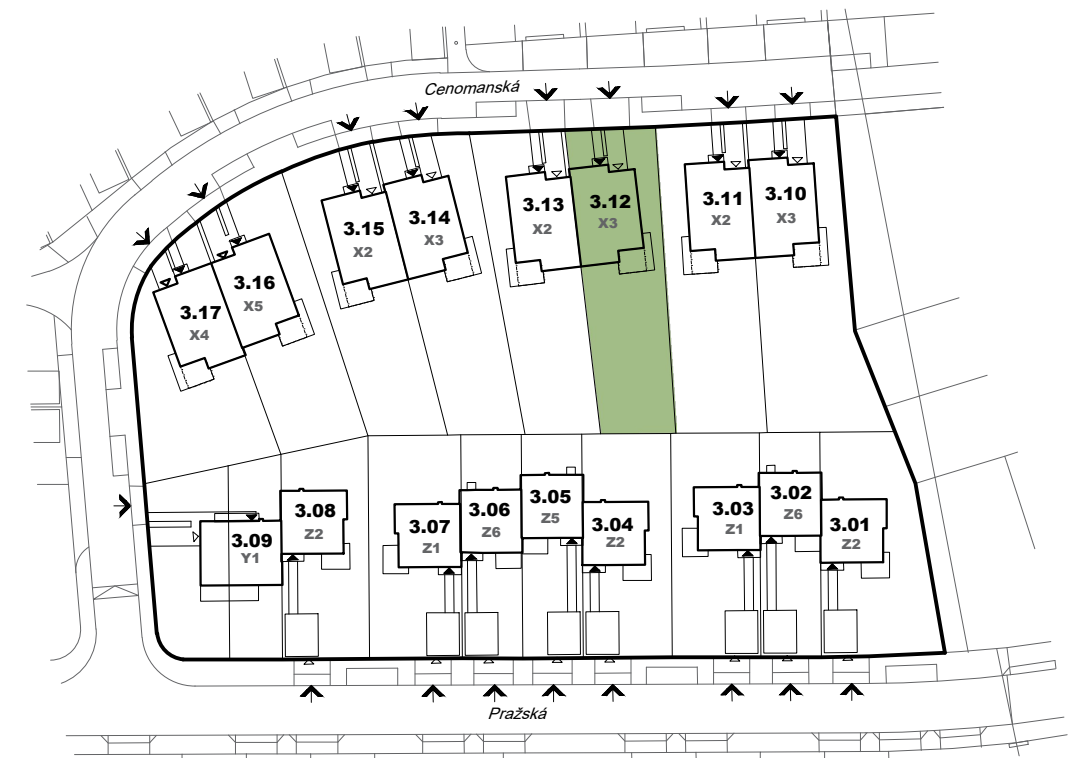 Cenomanská
3.17
X4
3.16
X5
3.15
X2
3.14
X3
3.13
X2
3.12
X3
3.11
X2
3.10
X3
3.09
Y1
3.08
Z2
3.07
Z1
3.06
Z6
3.05
Z5
3.04
Z2
3.03
Z1
3.02
Z6
3.01
Z2
Pražská